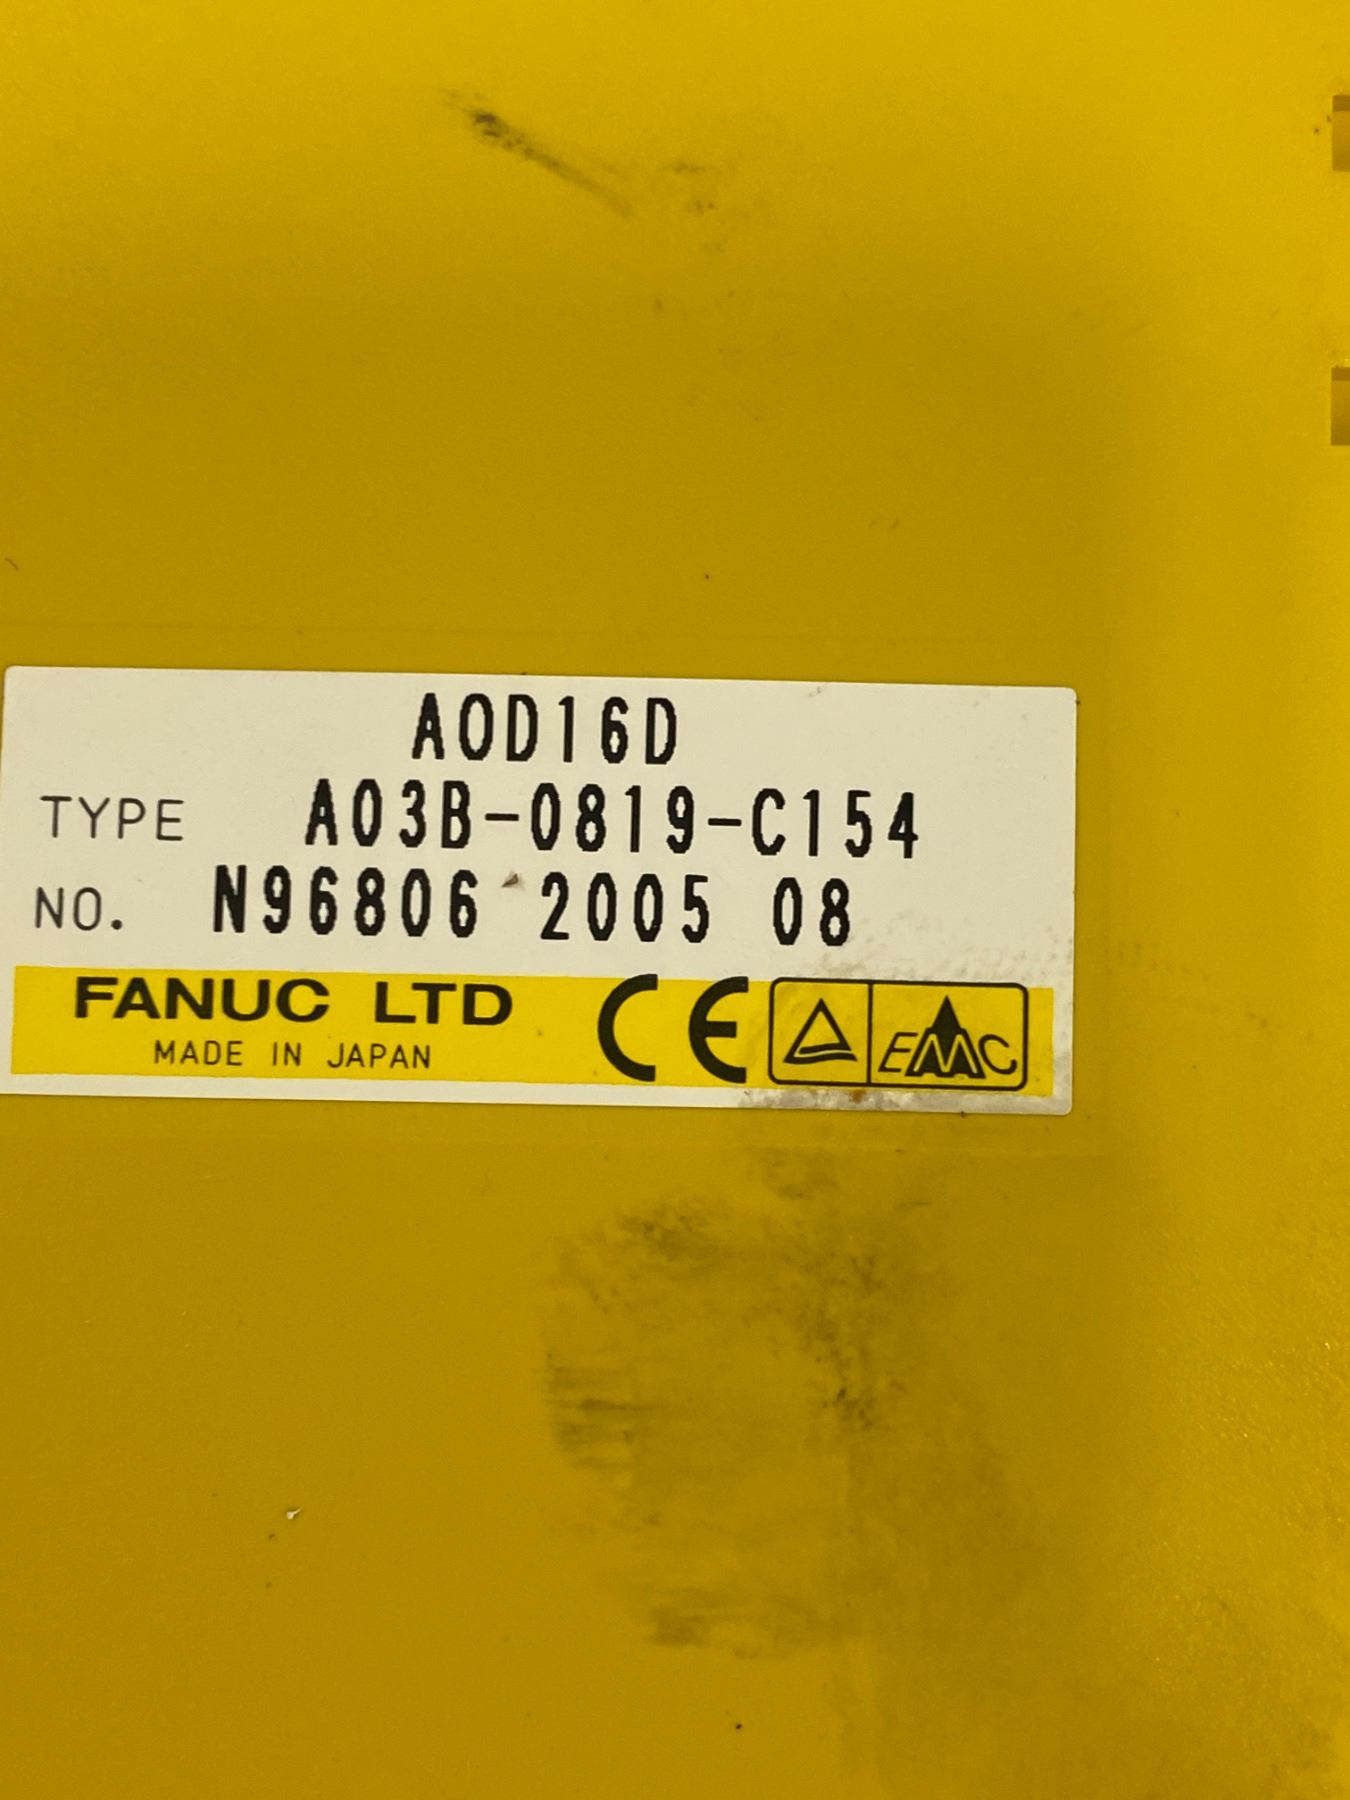 AOD16D
TYPE A03B-0819-C154
NO. N96806 2005 08
FANUC LTD CE EMC
MADE IN JAPAN